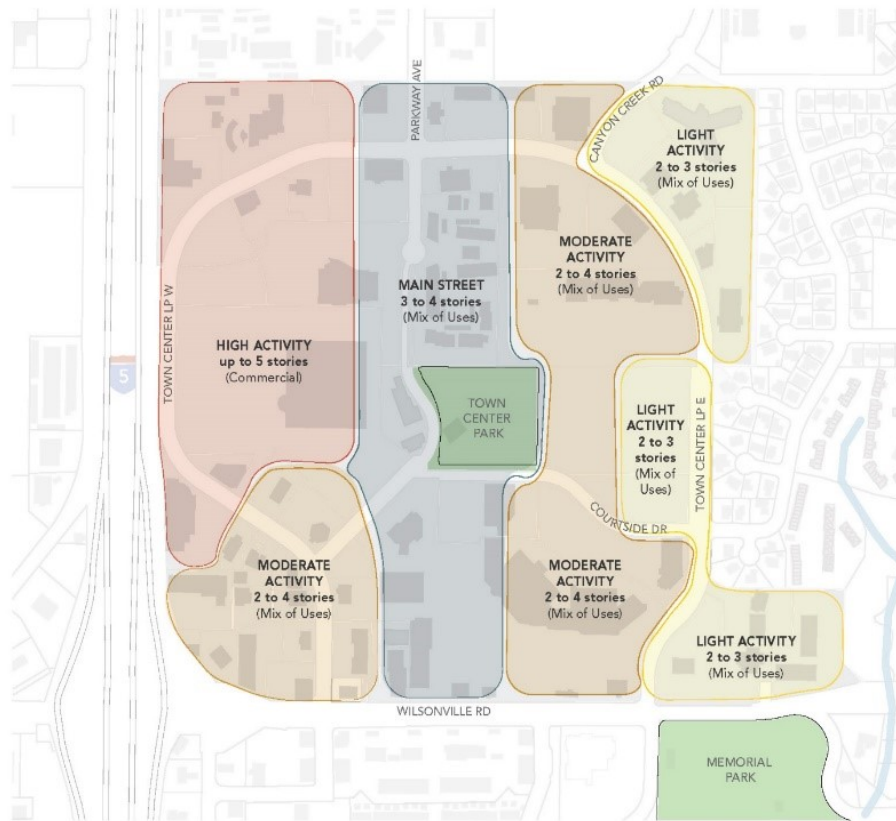 PARKWAY AVE
CANYON CREEK RD
LIGHT
ACTIVITY
2 to 3 stories
(Mix of Uses)
MODERATE
ACTIVITY
2 to 4 stories
(Mix of Uses)
MAIN STREET
3 to 4 stories
(Mix of Uses)
TOWN CENTER LP W
HIGH ACTIVITY
up to 5 stories
(Commercial)
5
TOWN
CENTER
PARK
LIGHT
ACTIVITY
2 to 3
stories
(Mix of
Uses)
TOWN CENTER LP E
COURTSIDE DR
MODERATE
ACTIVITY
2 to 4 stories
(Mix of Uses)
MODERATE
ACTIVITY
2 to 4 stories
(Mix of Uses)
LIGHT ACTIVITY
2 to 3 stories
(Mix of Uses)
WILSONVILLE RD
MEMORIAL
PARK